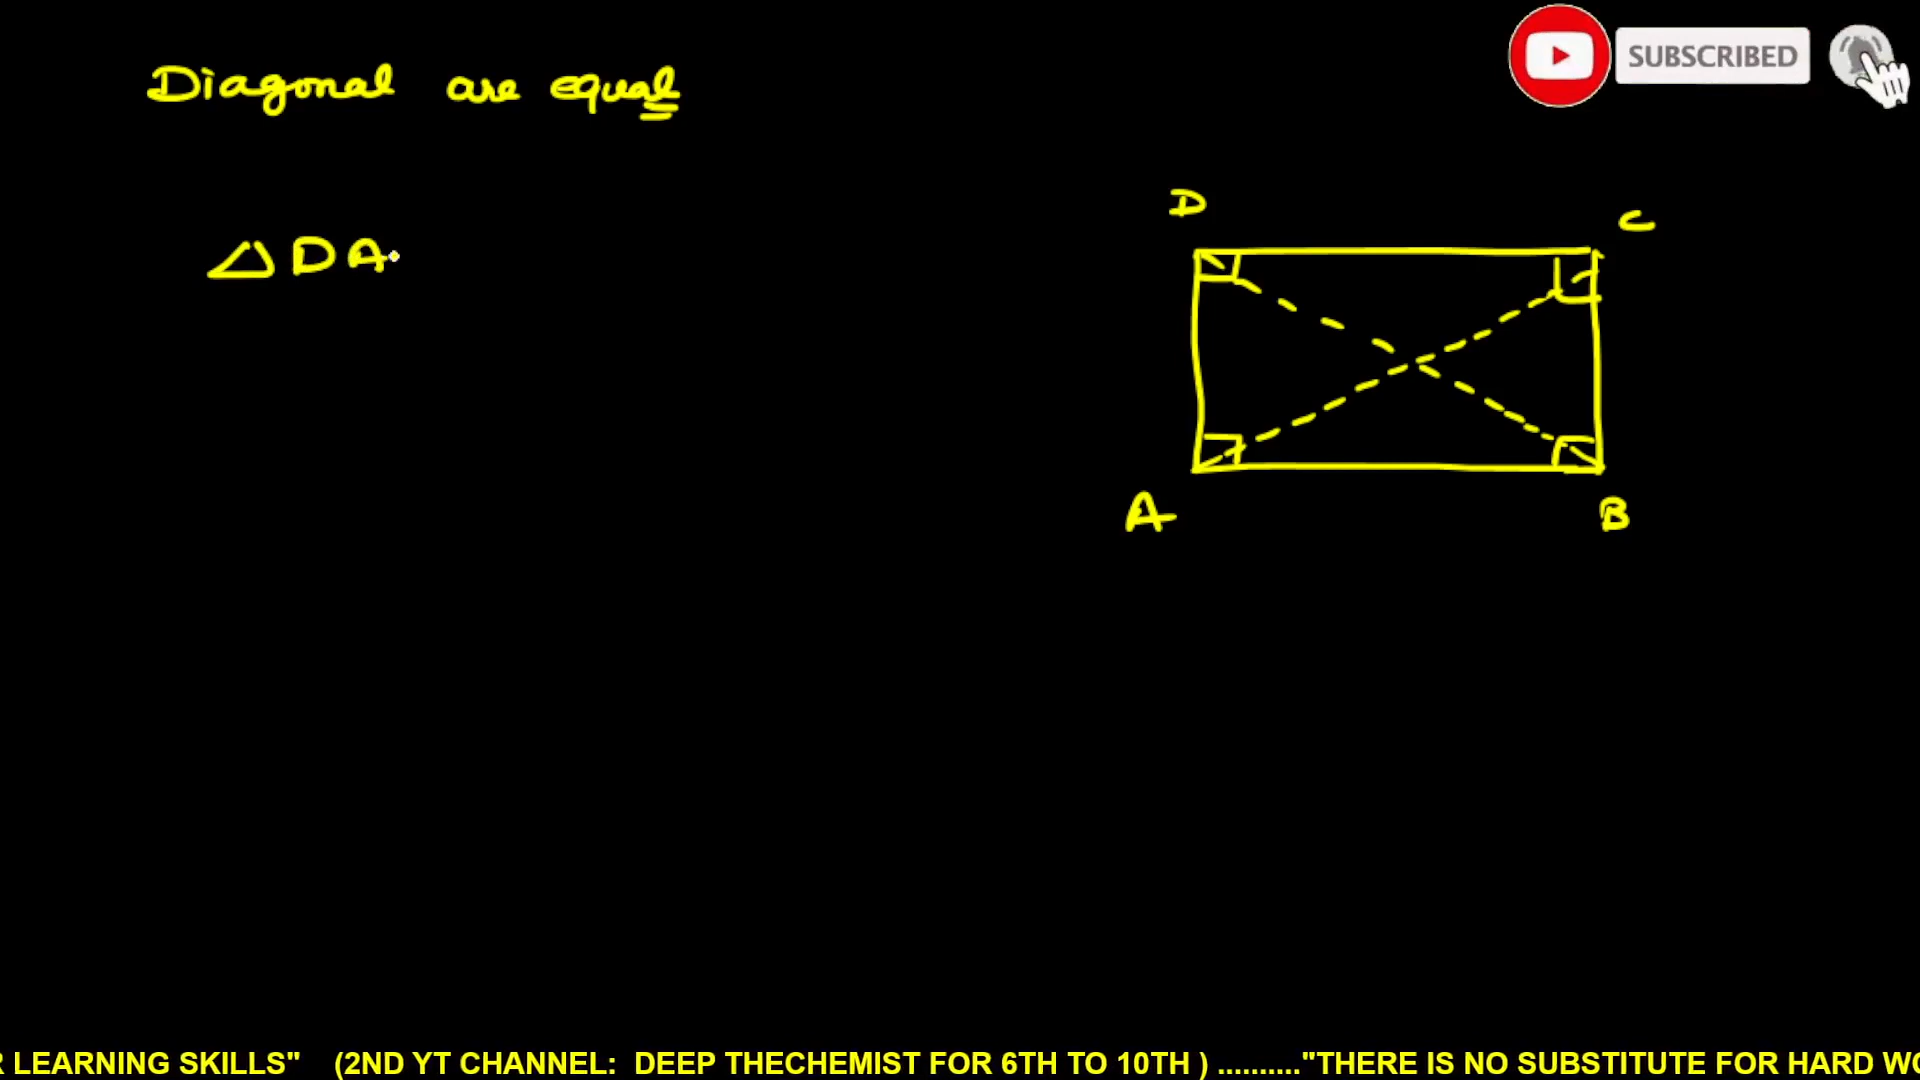 Diagonal are equal
SUBSCRIBED
D
C
△DA
A
B
R LEARNING SKILLS" (2ND YT CHANNEL: DEEP THECHEMIST FOR 6TH TO 10TH ) .........."THERE IS NO SUBSTITUTE FOR HARD WO